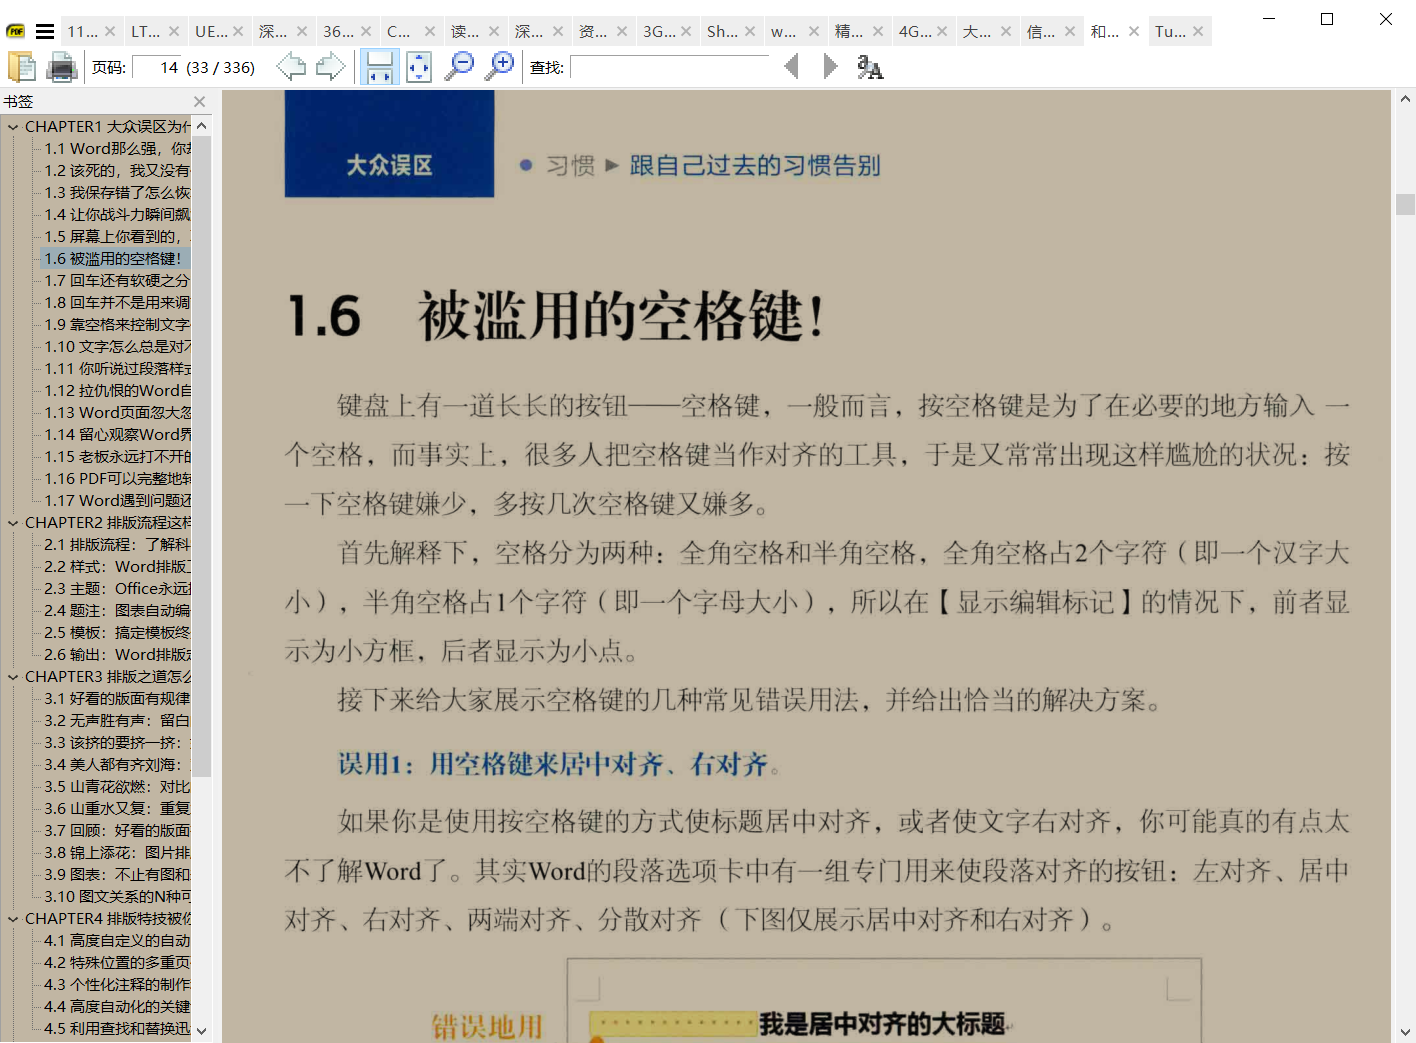 11...
LT...
UE...
深...
36...
C...
读...
深...
资...
3G...
Sh...
w...
精...
4G...
大...
信...
和...
Tu...
页码: 14 (33 / 336)
查找:
书签
CHAPTER1 大众误区为什
1.1 Word那么强，你
1.2 该死的，我又没有
1.3 我保存错了怎么恢
1.4 让你战斗力瞬间飙
1.5 屏幕上你看到的，
1.6 被滥用的空格键！
1.7 回车还有软硬之分
1.8 回车并不是用来调
1.9 靠空格来控制文字
1.10 文字怎么总是对不
1.11 你听说过段落样式
1.12 拉仇恨的Word自
1.13 Word页面忽大忽
1.14 留心观察Word界
1.15 老板永远打不开的
1.16 PDF可以完整地转
1.17 Word遇到问题还
CHAPTER2 排版流程这样
2.1 排版流程：了解科
2.2 样式：Word排版
2.3 主题：Office永远
2.4 题注：图表自动编
2.5 模板：搞定模板终
2.6 输出：Word排版
CHAPTER3 排版之道怎么
3.1 好看的版面有规律
3.2 无声胜有声：留白
3.3 该挤的要挤一挤：
3.4 美人都有齐刘海：
3.5 山青花欲燃：对比
3.6 山重水又复：重复
3.7 回顾：好看的版面
3.8 锦上添花：图片排
3.9 图表：不止有图和
3.10 图文关系的N种可
CHAPTER4 排版特技被你
4.1 高度自定义的自动
4.2 特殊位置的多重页
4.3 个性化注释的制作
4.4 高度自动化的关键
4.5 利用查找和替换迅
大众误区 ● 习惯 ▶ 跟自己过去的习惯告别
1.6 被滥用的空格键！
键盘上有一道长长的按钮——空格键，一般而言，按空格键是为了在必要的地方输入 一
个空格，而事实上，很多人把空格键当作对齐的工具，于是又常常出现这样尴尬的状况：按
一下空格键嫌少，多按几次空格键又嫌多。
首先解释下，空格分为两种：全角空格和半角空格，全角空格占2个字符（即一个汉字大
小），半角空格占1个字符（即一个字母大小），所以在【显示编辑标记】的情况下，前者显
示为小方框，后者显示为小点。
接下来给大家展示空格键的几种常见错误用法，并给出恰当的解决方案。
误用1：用空格键来居中对齐、右对齐。
如果你是使用按空格键的方式使标题居中对齐，或者使文字右对齐，你可能真的有点太
不了解Word了。其实Word的段落选项卡中有一组专门用来使段落对齐的按钮：左对齐、居中
对齐、右对齐、两端对齐、分散对齐（下图仅展示居中对齐和右对齐）。
错误地用
我是居中对齐的大标题